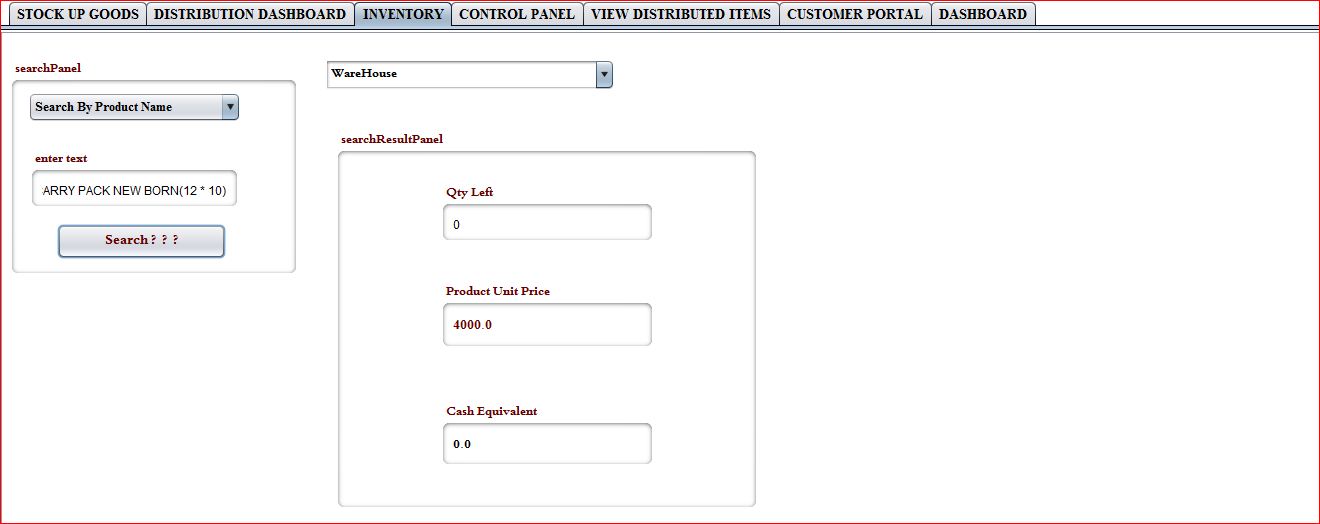 STOCK UP GOODS DISTRIBUTION DASHBOARD INVENTORY CONTROL PANEL VIEW DISTRIBUTED ITEMS CUSTOMER PORTAL DASHBOARD
searchPanel
WareHouse
Search By Product Name
enter text
ARRY PACK NEW BORN(12 * 10)
Search ? ? ?
searchResultPanel
Qty Left
0
Product Unit Price
4000.0
Cash Equivalent
0.0